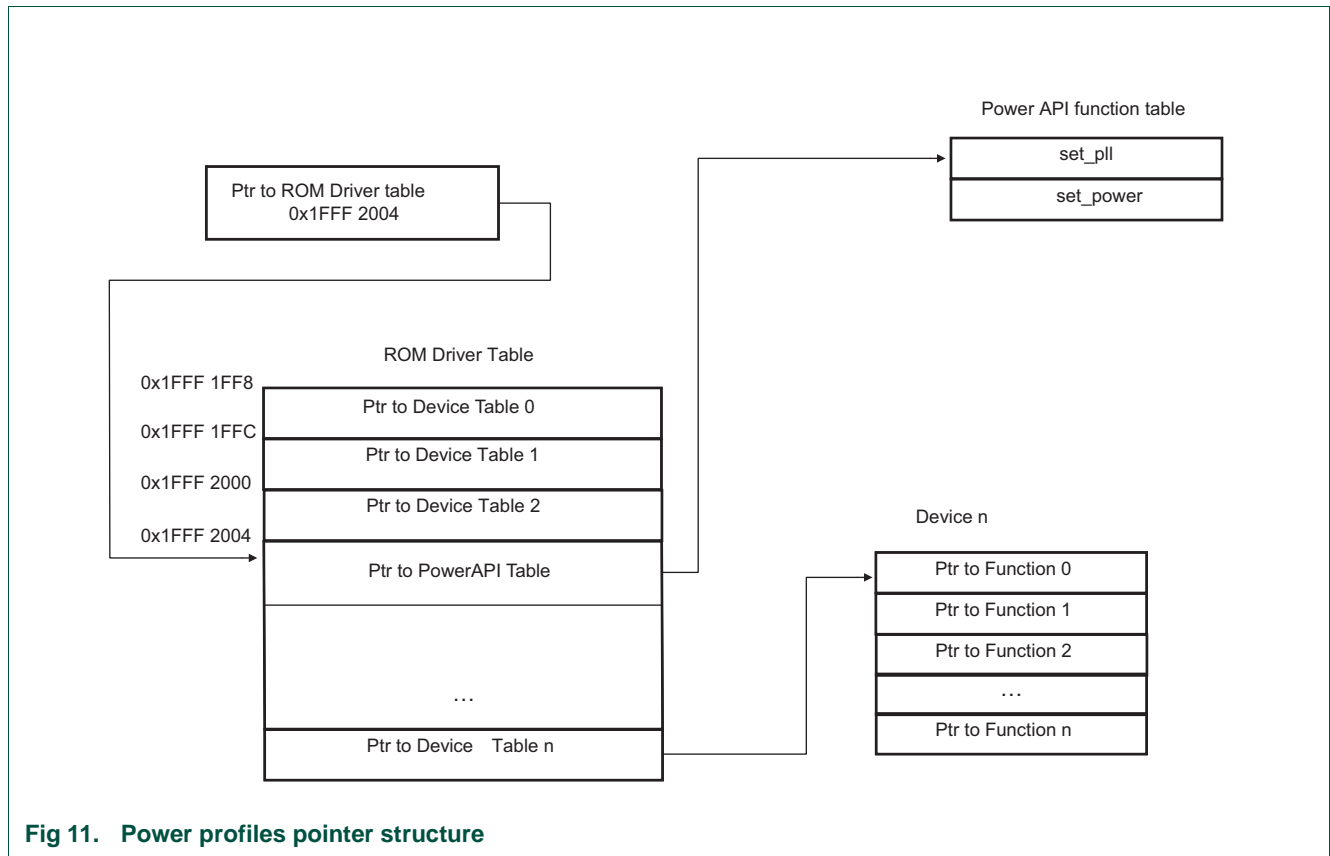 Power API function table
set_pll
set_power
Ptr to ROM Driver table
0x1FFF 2004
ROM Driver Table
0x1FFF 1FF8
Ptr to Device Table 0
0x1FFF 1FFC
Ptr to Device Table 1
0x1FFF 2000
Ptr to Device Table 2
0x1FFF 2004
Ptr to PowerAPI Table
…
Ptr to Device Table n
Device n
Ptr to Function 0
Ptr to Function 1
Ptr to Function 2
…
Ptr to Function n
Fig 11. Power profiles pointer structure